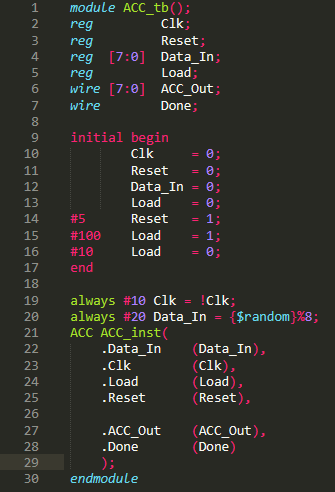 1 module ACC_tb();
2 reg Clk;
3 reg Reset;
4 reg [7:0] Data_In;
5 reg Load;
6 wire [7:0] ACC_Out;
7 wire Done;
8
9 initial begin
10 Clk = 0;
11 Reset = 0;
12 Data_In = 0;
13 Load = 0;
14 #5 Reset = 1;
15 #100 Load = 1;
16 #10 Load = 0;
17 end
18
19 always #10 Clk = !Clk;
20 always #20 Data_In = {$random}%8;
21 ACC ACC_inst(
22 .Data_In (Data_In),
23 .Clk (Clk),
24 .Load (Load),
25 .Reset (Reset),
26
27 .ACC_Out (ACC_Out),
28 .Done (Done)
29 );
30 endmodule